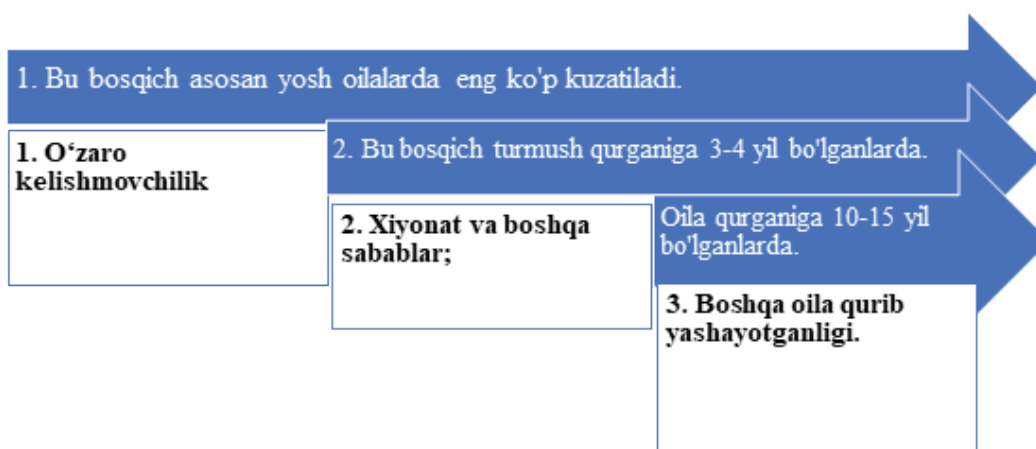 1. Bu bosqich asosan yosh oilalarda eng ko'p kuzatiladi.
1. O‘zaro
kelishmovchilik
2. Bu bosqich turmush qurganiga 3-4 yil bo'lganlarda.
2. Xiyonat va boshqa
sabablar;
Oila qurganiga 10-15 yil
bo'lganlarda.
3. Boshqa oila qurib
yashayotganligi.